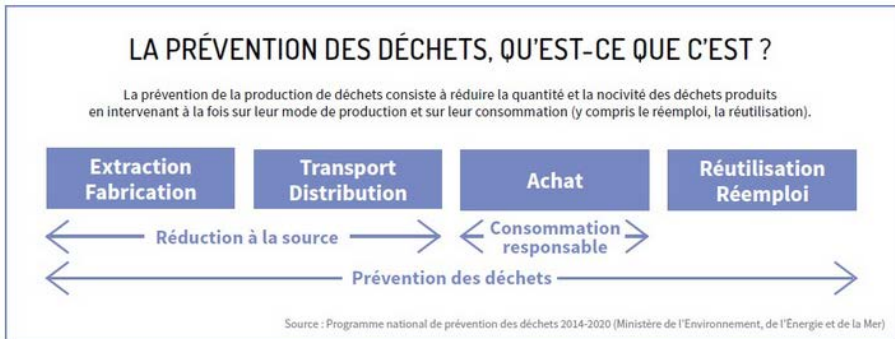 LA PRÉVENTION DES DÉCHETS, QU'EST-CE QUE C'EST ?
La prévention de la production de déchets consiste à réduire la quantité et la nocivité des déchets produits
en intervenant à la fois sur leur mode de production et sur leur consommation (y compris le réemploi, la réutilisation).
Extraction
Fabrication
Transport
Distribution
Achat
Réutilisation
Réemploi
Réduction à la source
Consommation
responsable
Prévention des déchets
Source : Programme national de prévention des déchets 2014-2020 (Ministère de l'Environnement, de l'Énergie et de la Mer)